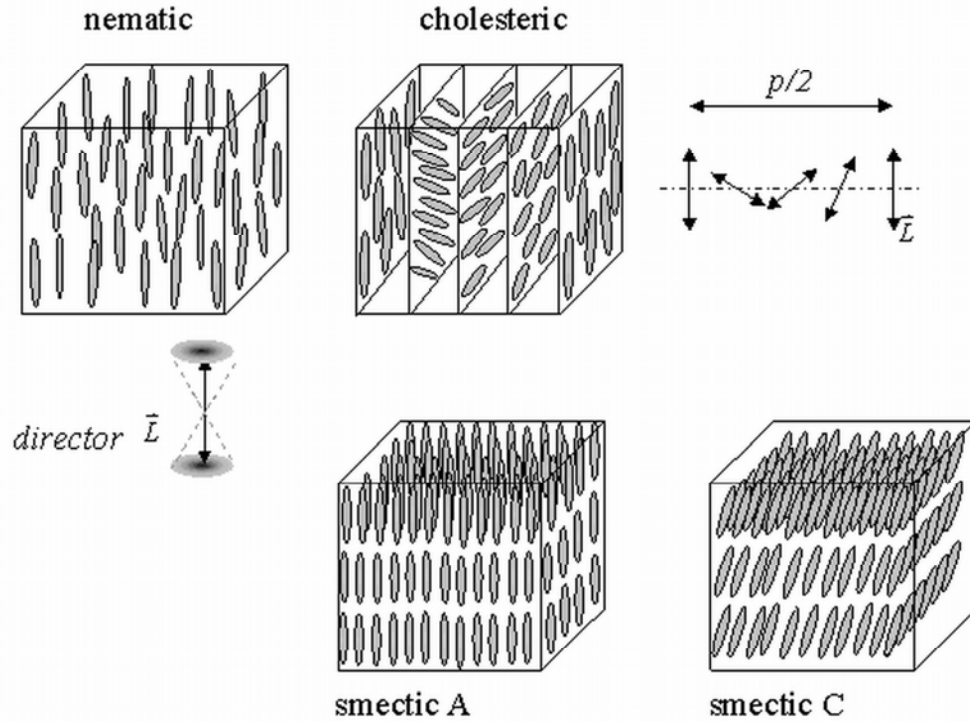 nematic
cholesteric
p/2
L⃗
director L⃗
smectic A
smectic C